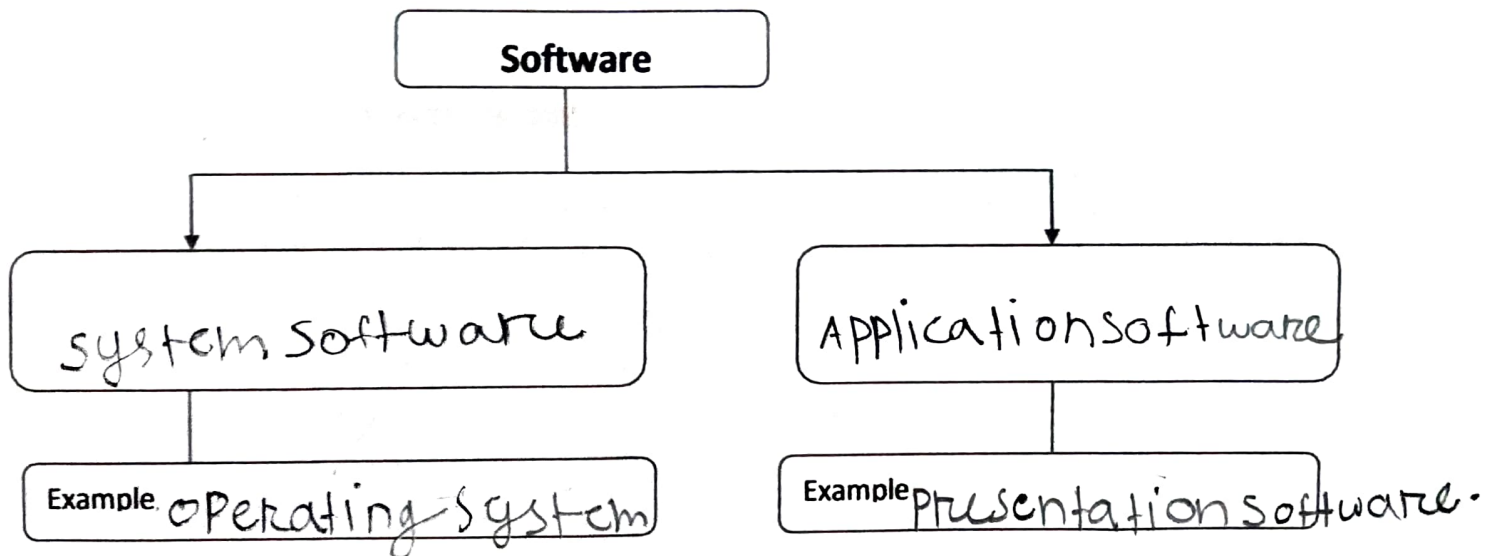 Software
system software
Application software
Example operating system
Example presentation software.